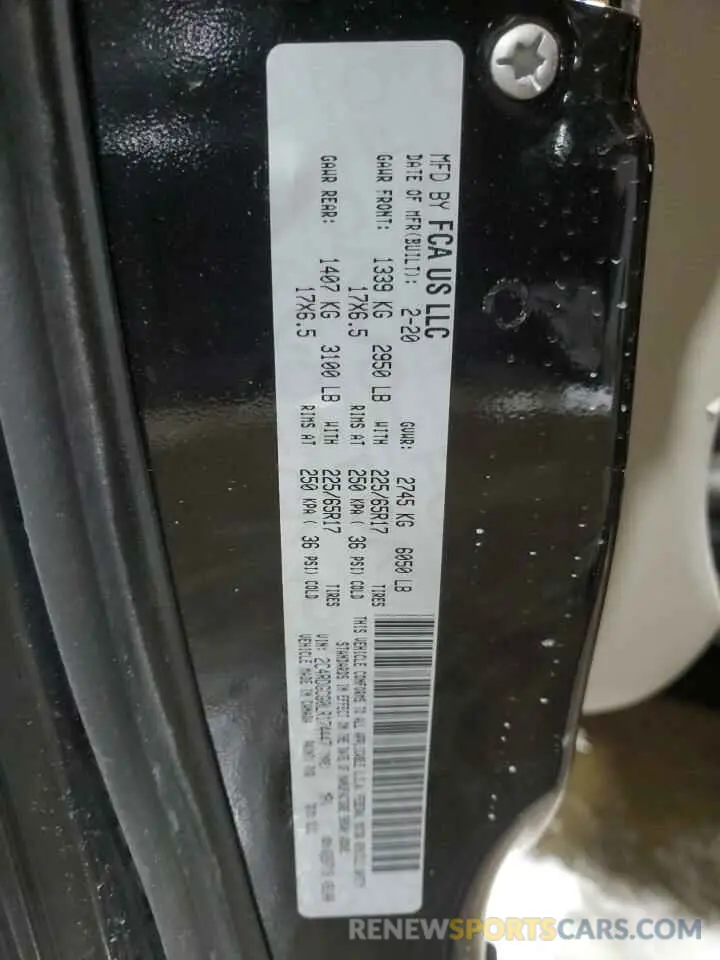 MFD BY FCA US LLC
DATE OF MFR(BUILT): 2-20 GVWR: 2745 KG 6050 LB
GAWR FRONT: 1339 KG 2950 LB WITH 225/65R17 TIRES
17X6.5 RIMS AT 250 KPA ( 36 PSI) COLD
GAWR REAR: 1407 KG 3100 LB WITH 225/65R17 TIRES
17X6.5 RIMS AT 250 KPA ( 36 PSI) COLD
THIS VEHICLE CONFORMS TO ALL APPLICABLE U.S.A. FEDERAL MOTOR VEHICLE SAFETY
STANDARDS IN EFFECT ON THE DATE OF MANUFACTURE SHOWN ABOVE.
VIN: TYPE:
VEHICLE MADE IN CANADA PAINT:
RENEWSPORTSCARS.COM